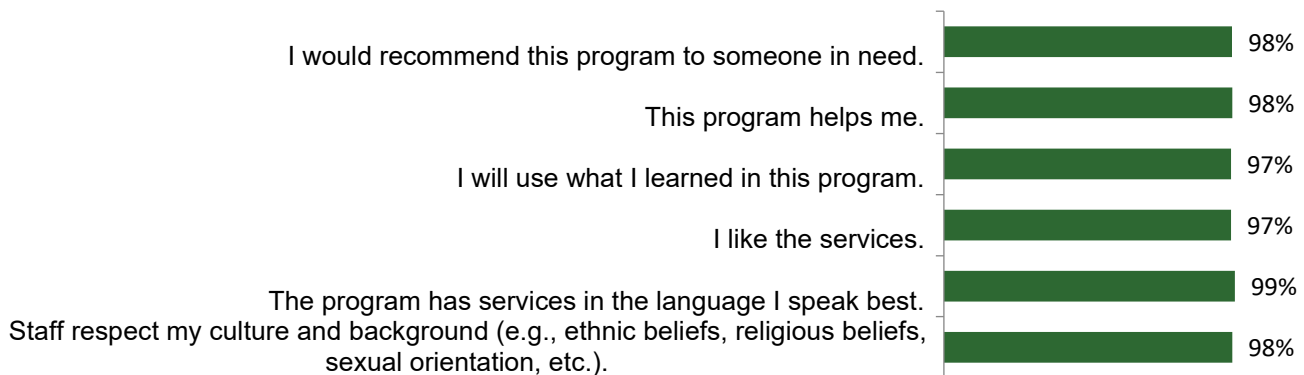 I would recommend this program to someone in need.
98%
This program helps me.
98%
I will use what I learned in this program.
97%
I like the services.
97%
The program has services in the language I speak best.
99%
Staff respect my culture and background (e.g., ethnic beliefs, religious beliefs,
sexual orientation, etc.).
98%